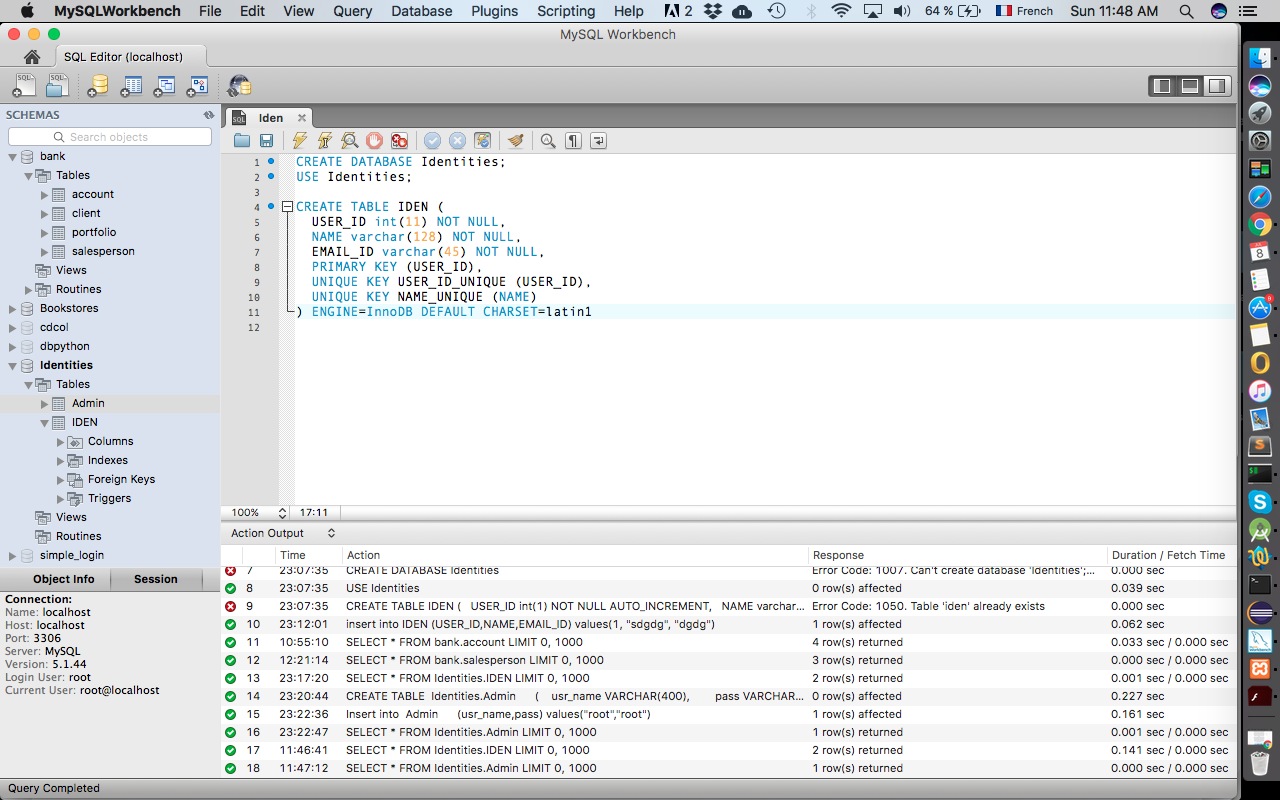 MySQLWorkbench File Edit View Query Database Plugins Scripting Help 2 64 % French Sun 11:48 AM
MySQL Workbench
SQL Editor (localhost)
SCHEMAS
Search objects
bank
Tables
account
client
portfolio
salesperson
Views
Routines
Bookstores
cdcol
dbpython
Identities
Tables
Admin
IDEN
Columns
Indexes
Foreign Keys
Triggers
Views
Routines
simple_login
Object Info Session
Connection:
Name: localhost
Host: localhost
Port: 3306
Server: MySQL
Version: 5.1.44
Login User: root
Current User: root@localhost
Iden
1 CREATE DATABASE Identities;
2 USE Identities;
3
4 CREATE TABLE IDEN (
5 USER_ID int(11) NOT NULL,
6 NAME varchar(128) NOT NULL,
7 EMAIL_ID varchar(45) NOT NULL,
8 PRIMARY KEY (USER_ID),
9 UNIQUE KEY USER_ID_UNIQUE (USER_ID),
10 UNIQUE KEY NAME_UNIQUE (NAME)
11 ) ENGINE=InnoDB DEFAULT CHARSET=latin1
12
100% 17:11
Action Output
Time Action Response Duration / Fetch Time
7 23:07:35 CREATE DATABASE Identities Error Code: 1007. Can't create database 'Identities';... 0.000 sec
8 23:07:35 USE Identities 0 row(s) affected 0.039 sec
9 23:07:35 CREATE TABLE IDEN ( USER_ID int(1) NOT NULL AUTO_INCREMENT, NAME varchar... Error Code: 1050. Table 'iden' already exists 0.000 sec
10 23:12:01 insert into IDEN (USER_ID,NAME,EMAIL_ID) values(1, "sdgdg", "dgdg") 1 row(s) affected 0.062 sec
11 10:55:10 SELECT * FROM bank.account LIMIT 0, 1000 4 row(s) returned 0.033 sec / 0.000 sec
12 12:21:14 SELECT * FROM bank.salesperson LIMIT 0, 1000 3 row(s) returned 0.000 sec / 0.000 sec
13 23:17:20 SELECT * FROM Identities.IDEN LIMIT 0, 1000 2 row(s) returned 0.001 sec / 0.000 sec
14 23:20:44 CREATE TABLE Identities.Admin ( usr_name VARCHAR(400), pass VARCHAR... 0 row(s) affected 0.227 sec
15 23:22:36 Insert into Admin (usr_name,pass) values("root","root") 1 row(s) affected 0.161 sec
16 23:22:47 SELECT * FROM Identities.Admin LIMIT 0, 1000 1 row(s) returned 0.001 sec / 0.000 sec
17 11:46:41 SELECT * FROM Identities.IDEN LIMIT 0, 1000 2 row(s) returned 0.141 sec / 0.000 sec
18 11:47:12 SELECT * FROM Identities.Admin LIMIT 0, 1000 1 row(s) returned 0.000 sec / 0.000 sec
Query Completed